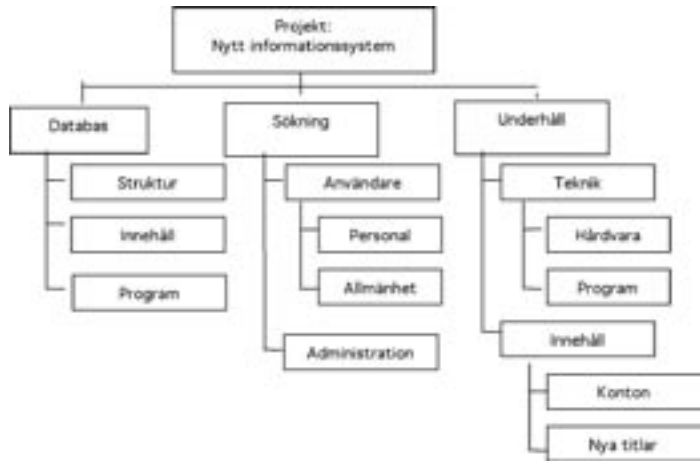 Projekt:
Nytt informationssystem
Databas
Struktur
Innehåll
Program
Sökning
Användare
Personal
Allmänhet
Administration
Underhåll
Teknik
Hårdvara
Program
Innehåll
Konton
Nya titlar